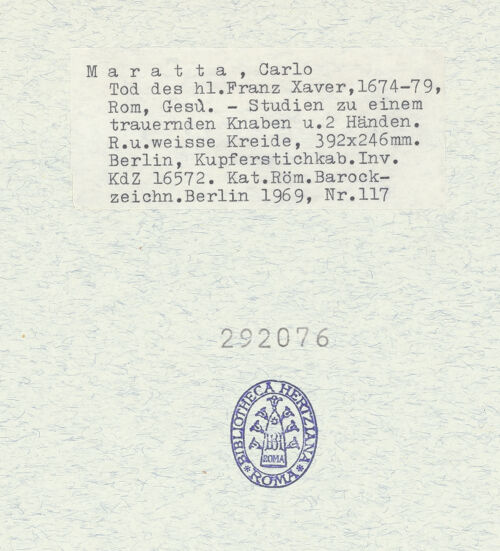 M a r a t t a , Carlo
Tod des hl.Franz Xaver,1674-79,
Rom, Gesù. - Studien zu einem
trauernden Knaben u.2 Händen.
R.u.weisse Kreide, 392x246mm.
Berlin, Kupferstichkab.Inv.
KdZ 16572. Kat.Röm.Barock-
zeichn.Berlin 1969, Nr.117
292076
* BIBLIOTHECA HERTZIANA * ROMA
ROMA